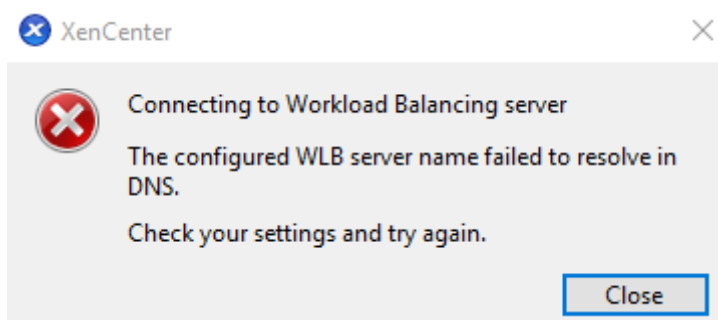 XenCenter
Connecting to Workload Balancing server
The configured WLB server name failed to resolve in
DNS.
Check your settings and try again.
Close